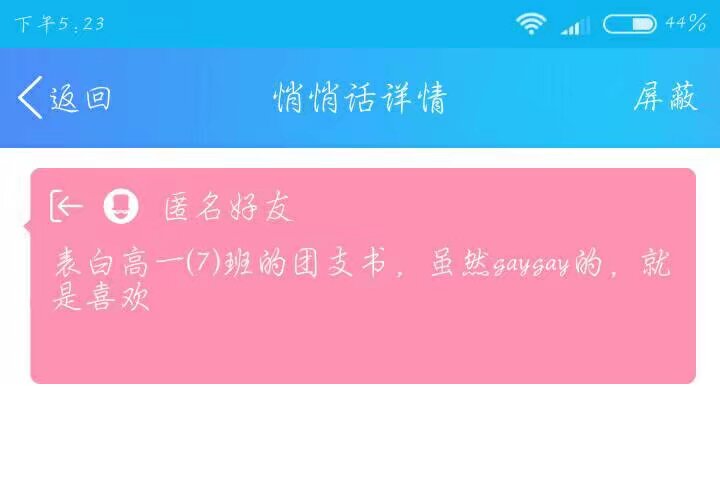 下午5:23 44%
返回 悄悄话详情 屏蔽
匿名好友
表白高一(7)班的团支书，虽然gaygay的，就
是喜欢